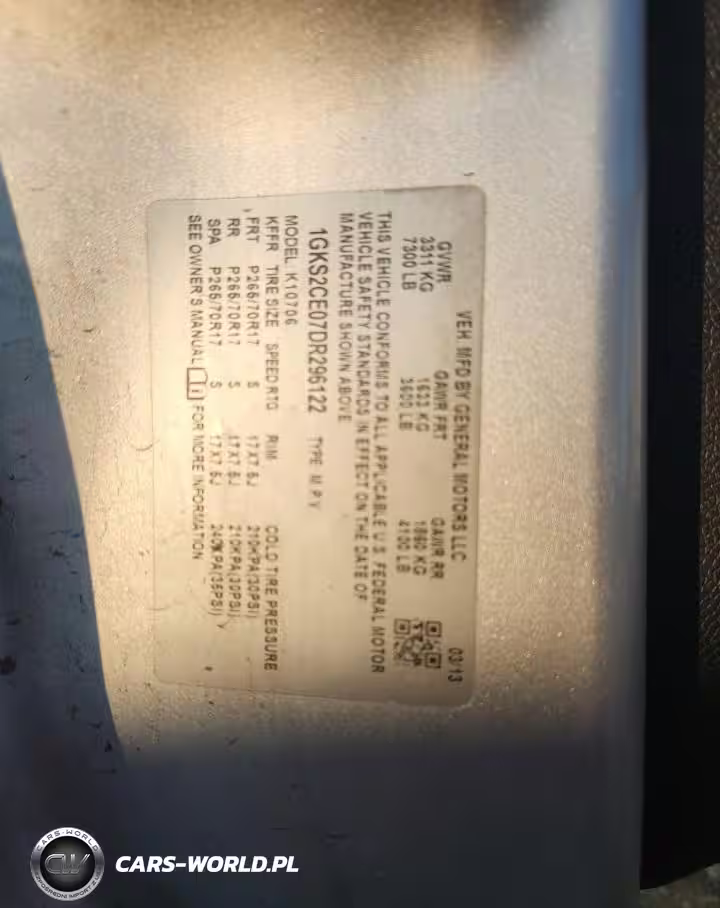 VEH. MFD BY GENERAL MOTORS LLC 03/13
GVWR GAWR FRT GAWR RR
3311 KG 1633 KG 1860 KG
7300 LB 3600 LB 4100 LB
THIS VEHICLE CONFORMS TO ALL APPLICABLE U.S. FEDERAL MOTOR
VEHICLE SAFETY STANDARDS IN EFFECT ON THE DATE OF
MANUFACTURE SHOWN ABOVE
1GKS2CE07DR296122 TYPE: M.P.V
MODEL: K10706
KFFR TIRE SIZE SPEED RTG RIM COLD TIRE PRESSURE
FRT P265/70R17 S 17X7.5J 210KPA(30PSI)
RR P265/70R17 S 17X7.5J 210KPA(30PSI)
SPA P265/70R17 S 17X7.5J 240KPA(35PSI)
SEE OWNER'S MANUAL FOR MORE INFORMATION
CARS-WORLD
CW
CARS-WORLD.PL